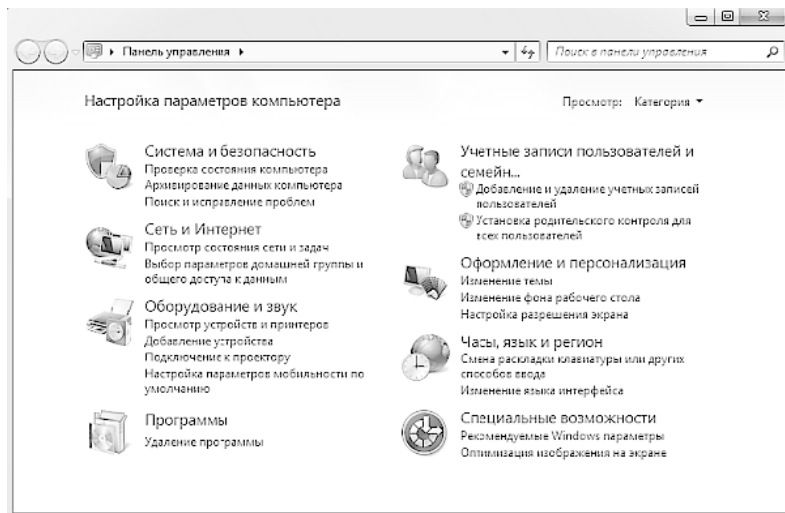 Панель управления
Поиск в панели управления
Настройка параметров компьютера
Просмотр: Категория
Система и безопасность
Проверка состояния компьютера
Архивирование данных компьютера
Поиск и исправление проблем
Сеть и Интернет
Просмотр состояния сети и задач
Выбор параметров домашней группы и
общего доступа к данным
Оборудование и звук
Просмотр устройств и принтеров
Добавление устройства
Подключение к проектору
Настройка параметров мобильности по
умолчанию
Программы
Удаление программы
Учетные записи пользователей и
семейн...
Добавление и удаление учетных записей
пользователей
Установка родительского контроля для
всех пользователей
Оформление и персонализация
Изменение темы
Изменение фона рабочего стола
Настройка разрешения экрана
Часы, язык и регион
Смена раскладки клавиатуры или других
способов ввода
Изменение языка интерфейса
Специальные возможности
Рекомендуемые Windows параметры
Оптимизация изображения на экране